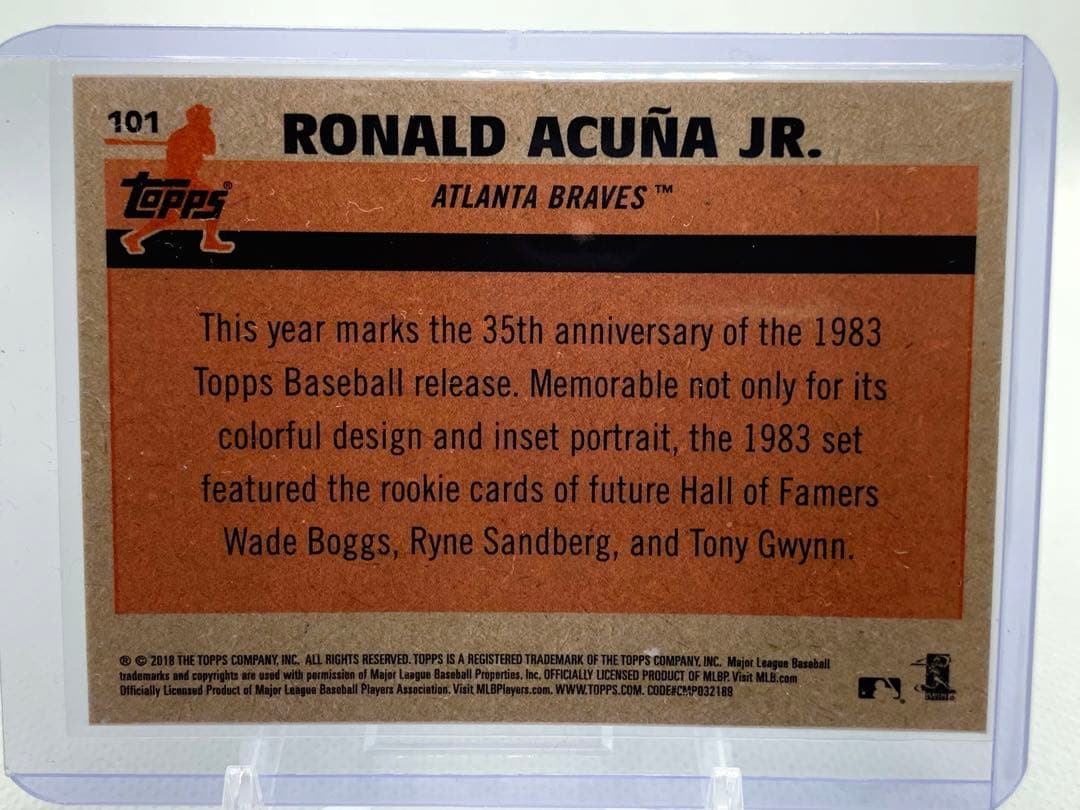 101
RONALD ACUÑA JR.
Topps®
ATLANTA BRAVES™
This year marks the 35th anniversary of the 1983
Topps Baseball release. Memorable not only for its
colorful design and inset portrait, the 1983 set
featured the rookie cards of future Hall of Famers
Wade Boggs, Ryne Sandberg, and Tony Gwynn.
® © 2018 THE TOPPS COMPANY, INC. ALL RIGHTS RESERVED. TOPPS IS A REGISTERED TRADEMARK OF THE TOPPS COMPANY, INC. Major League Baseball
trademarks and copyrights are used with permission of Major League Baseball Properties, Inc. OFFICIALLY LICENSED PRODUCT OF MLBP. Visit MLB.com
Officially Licensed Product of Major League Baseball Players Association. Visit MLBPlayers.com. WWW.TOPPS.COM. CODE#CMP032189